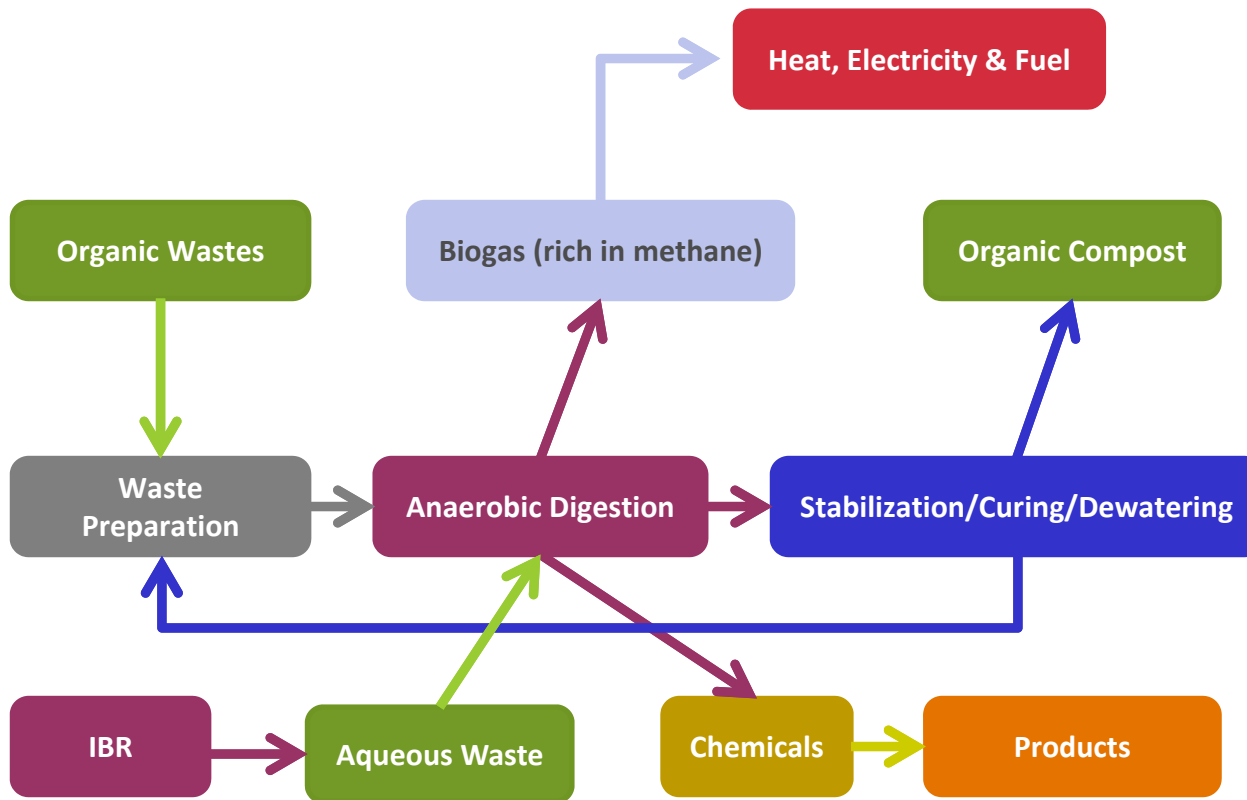 Heat, Electricity & Fuel
Organic Wastes
Biogas (rich in methane)
Organic Compost
Waste
Preparation
Anaerobic Digestion
Stabilization/Curing/Dewatering
IBR
Aqueous Waste
Chemicals
Products